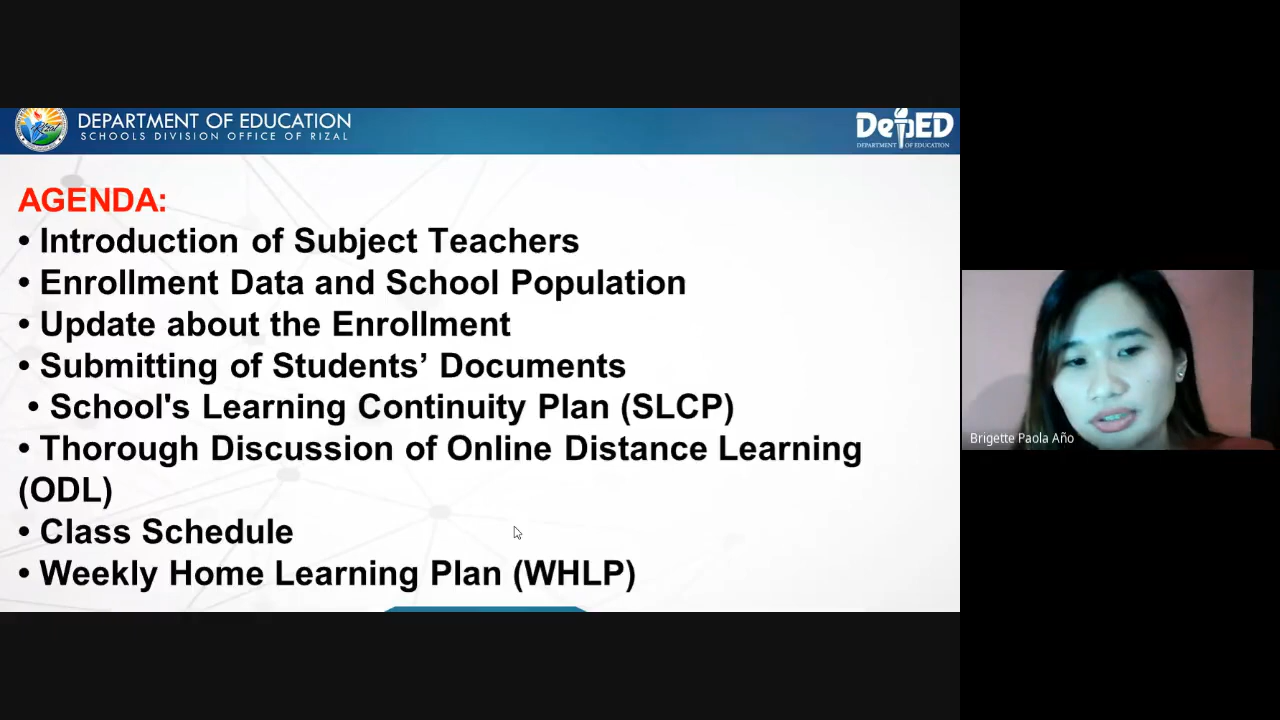 DEPARTMENT OF EDUCATION
SCHOOLS DIVISION OFFICE OF RIZAL
DepED
DEPARTMENT OF EDUCATION
AGENDA:
• Introduction of Subject Teachers
• Enrollment Data and School Population
• Update about the Enrollment
• Submitting of Students’ Documents
• School's Learning Continuity Plan (SLCP)
• Thorough Discussion of Online Distance Learning
(ODL)
• Class Schedule
• Weekly Home Learning Plan (WHLP)
Brigette Paola Año